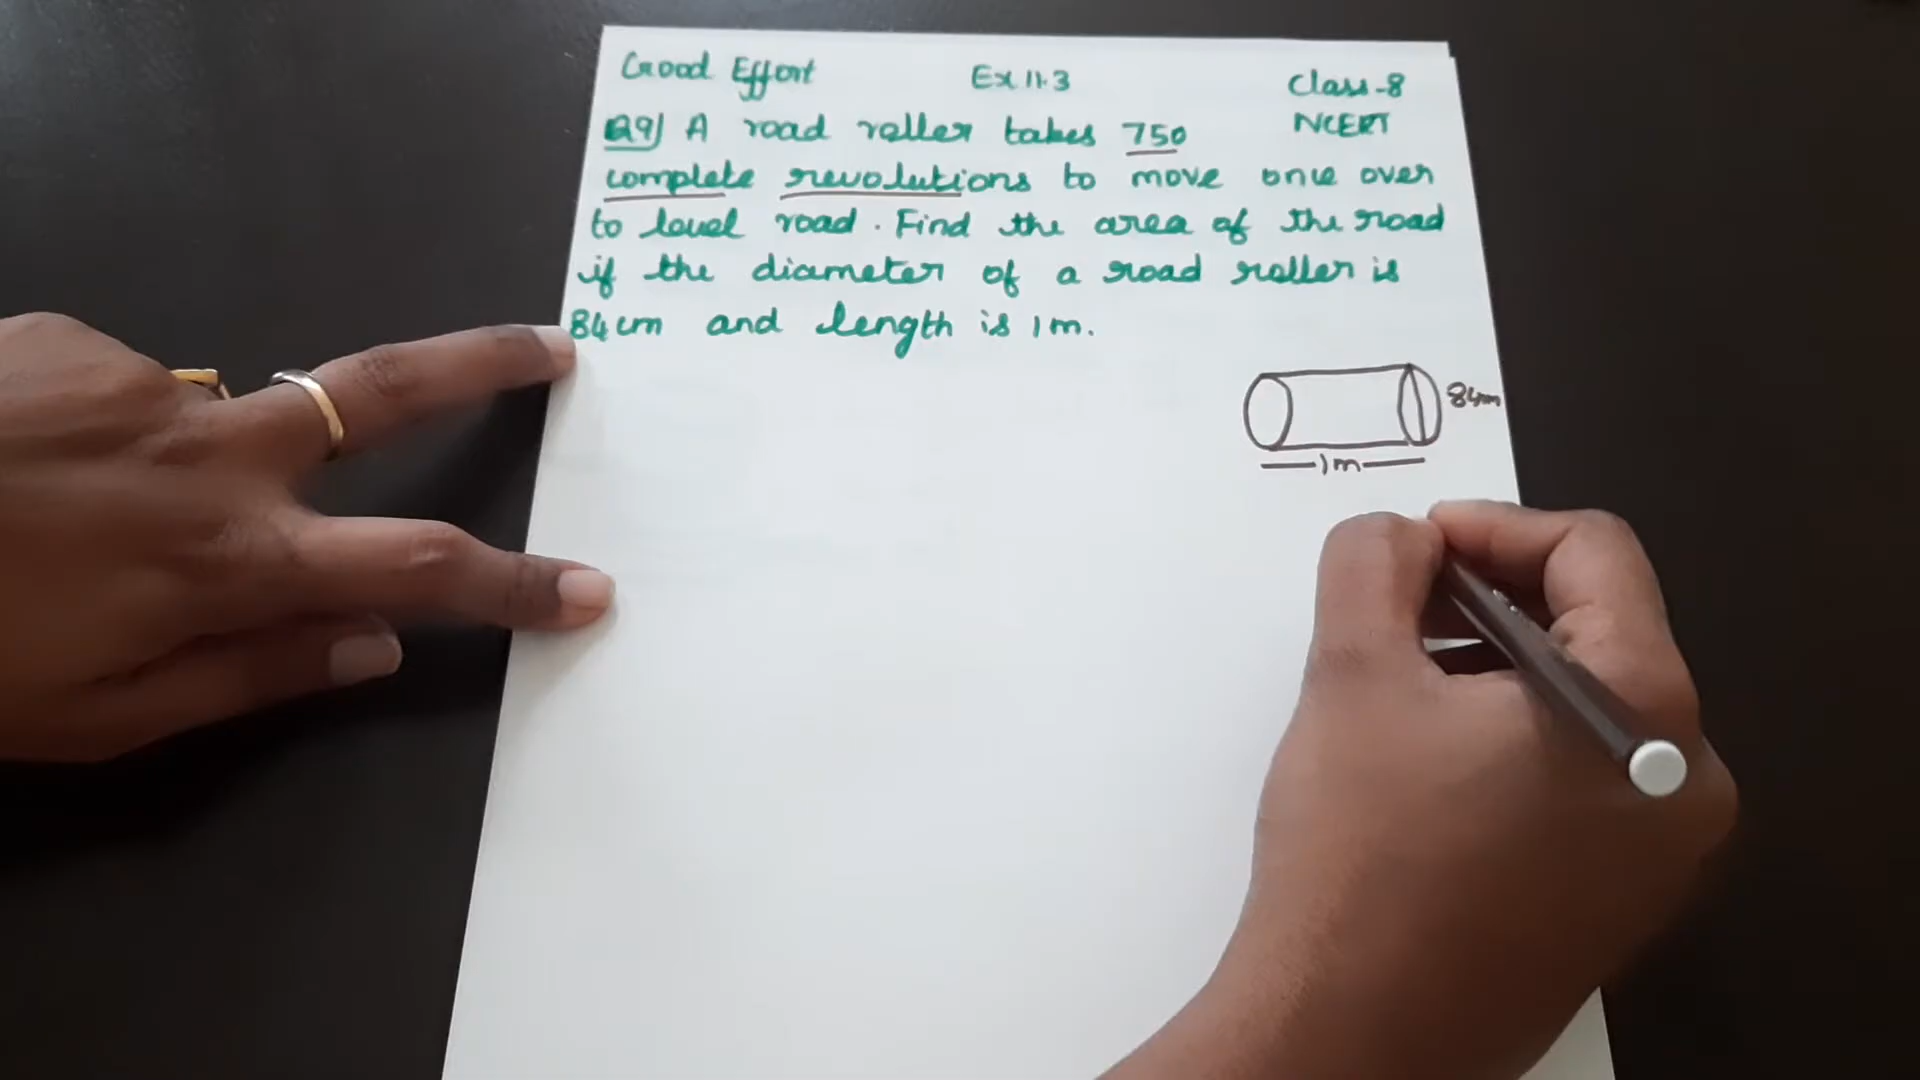 Good Effort Ex 11.3 Class-8
NCERT
Q9) A road roller takes 750
complete revolutions to move once over
to level road. Find the area of the road
if the diameter of a road roller is
84cm and length is 1m.
84cm
1m